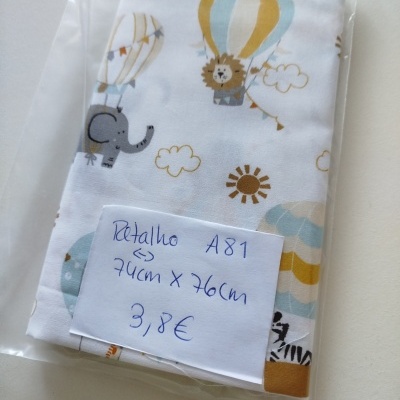 Retalho A81
↔
74cm x 76cm
3,8€